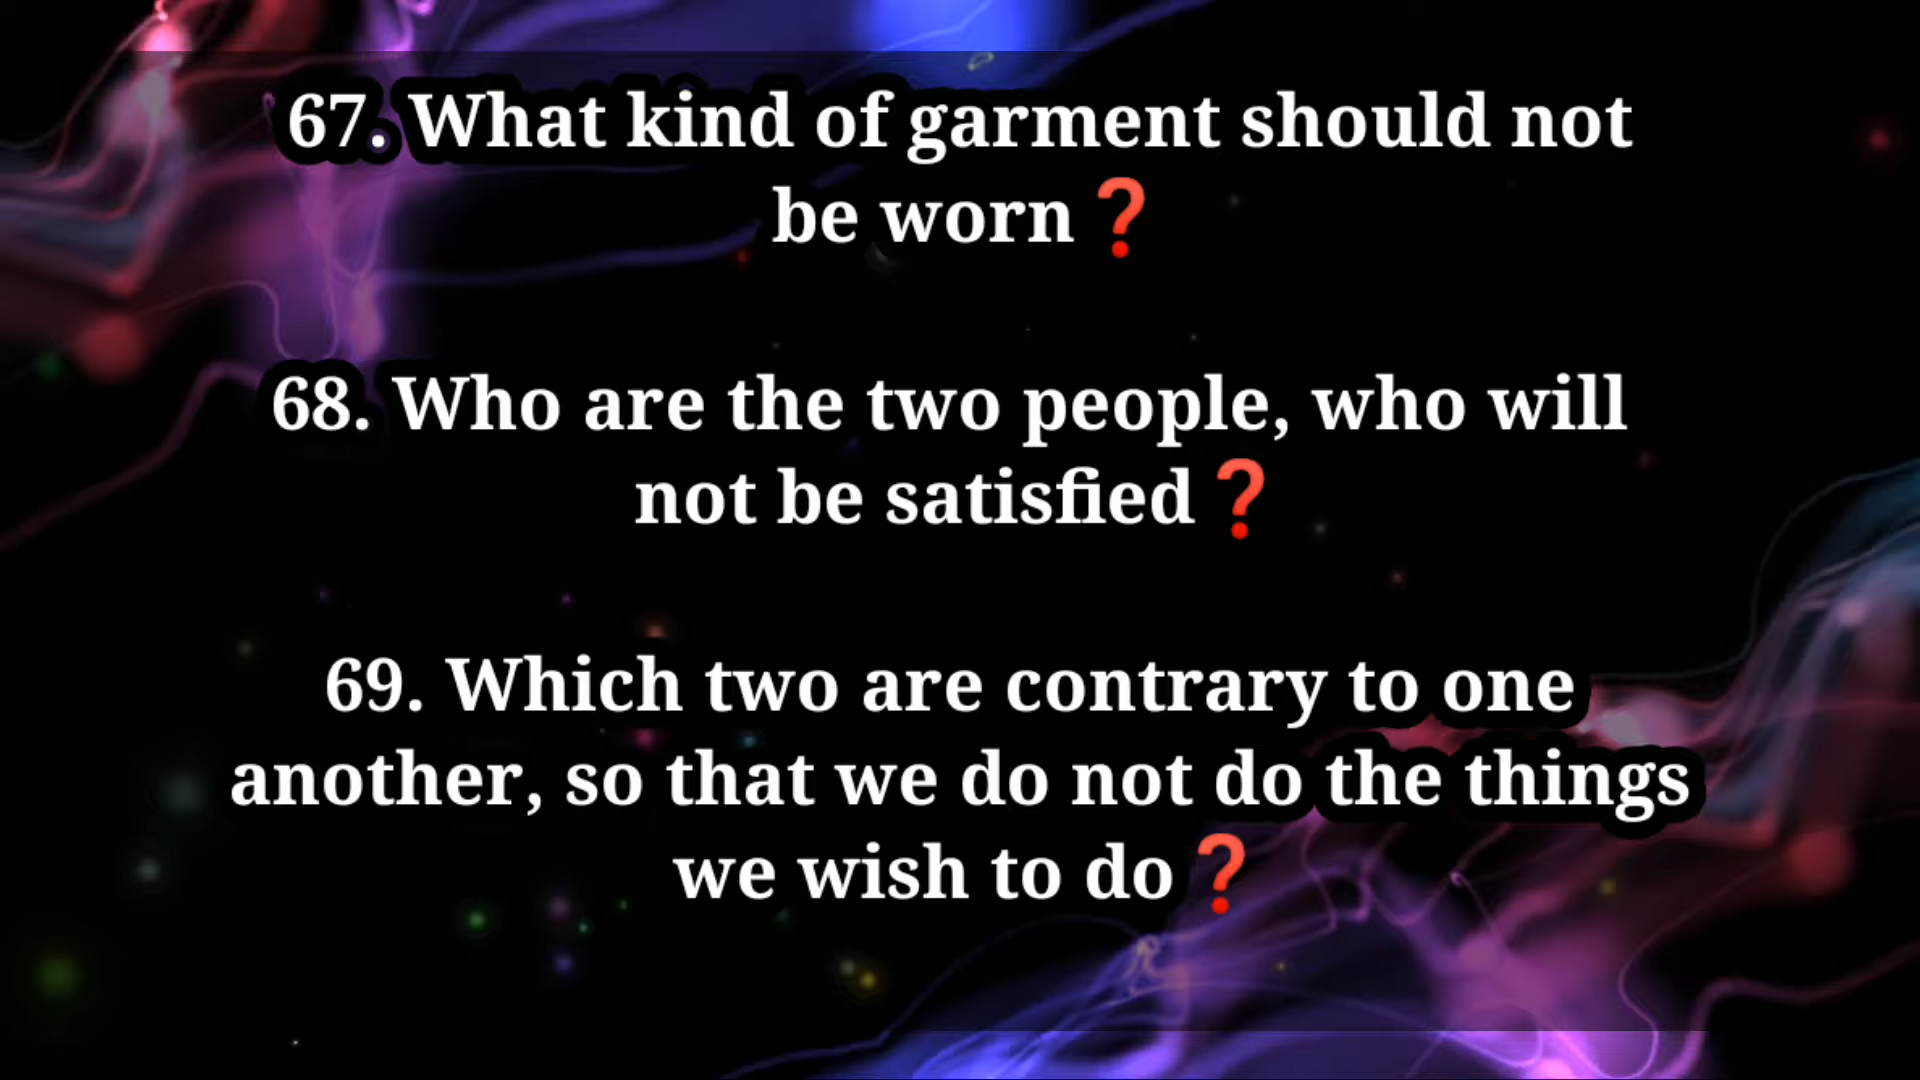 67. What kind of garment should not
be worn❓
68. Who are the two people, who will
not be satisfied❓
69. Which two are contrary to one
another, so that we do not do the things
we wish to do❓